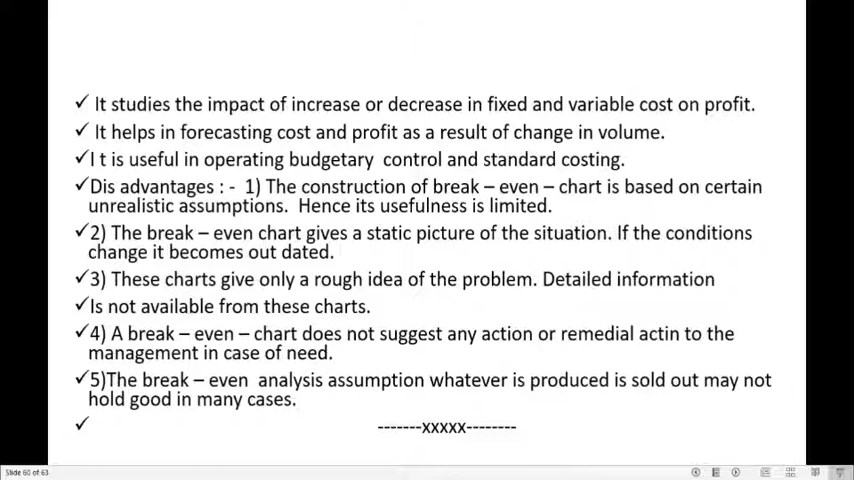 ✓ It studies the impact of increase or decrease in fixed and variable cost on profit.
✓ It helps in forecasting cost and profit as a result of change in volume.
✓ I t is useful in operating budgetary control and standard costing.
✓ Dis advantages : - 1) The construction of break – even – chart is based on certain
unrealistic assumptions. Hence its usefulness is limited.
✓ 2) The break – even chart gives a static picture of the situation. If the conditions
change it becomes out dated.
✓ 3) These charts give only a rough idea of the problem. Detailed information
✓ Is not available from these charts.
✓ 4) A break – even – chart does not suggest any action or remedial actin to the
management in case of need.
✓ 5)The break – even analysis assumption whatever is produced is sold out may not
hold good in many cases.
✓ -------xxxxx--------
Slide 60 of 63